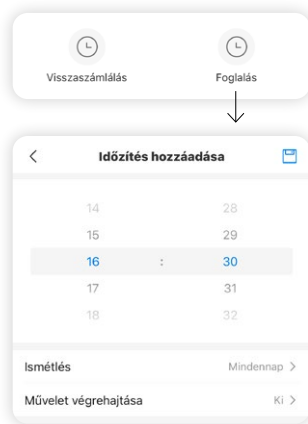 Visszaszámlálás Foglalás
Időzítés hozzáadása
14 28
15 29
16 : 30
17 31
18 32
Ismétlés Mindennap >
Művelet végrehajtása Ki >